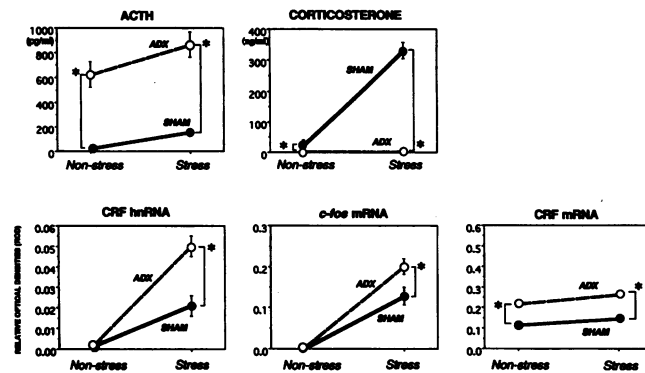 ACTH
1000
(pg/ml)
800
600
400
200
0
*
ADX
*
SHAM
Non-stress Stress
CORTICOSTERONE
400
(ng/ml)
300
200
100
0
SHAM
*
ADX
*
Non-stress Stress
CRF hnRNA
RELATIVE OPTICAL DENSITIES (ROD)
0.06
0.05
0.04
0.03
0.02
0.01
0.00
ADX
*
SHAM
Non-stress Stress
c-fos mRNA
0.3
0.2
0.1
0.0
ADX
*
SHAM
Non-stress Stress
CRF mRNA
0.6
0.5
0.4
0.3
0.2
0.1
0.0
*
ADX
*
SHAM
Non-stress Stress